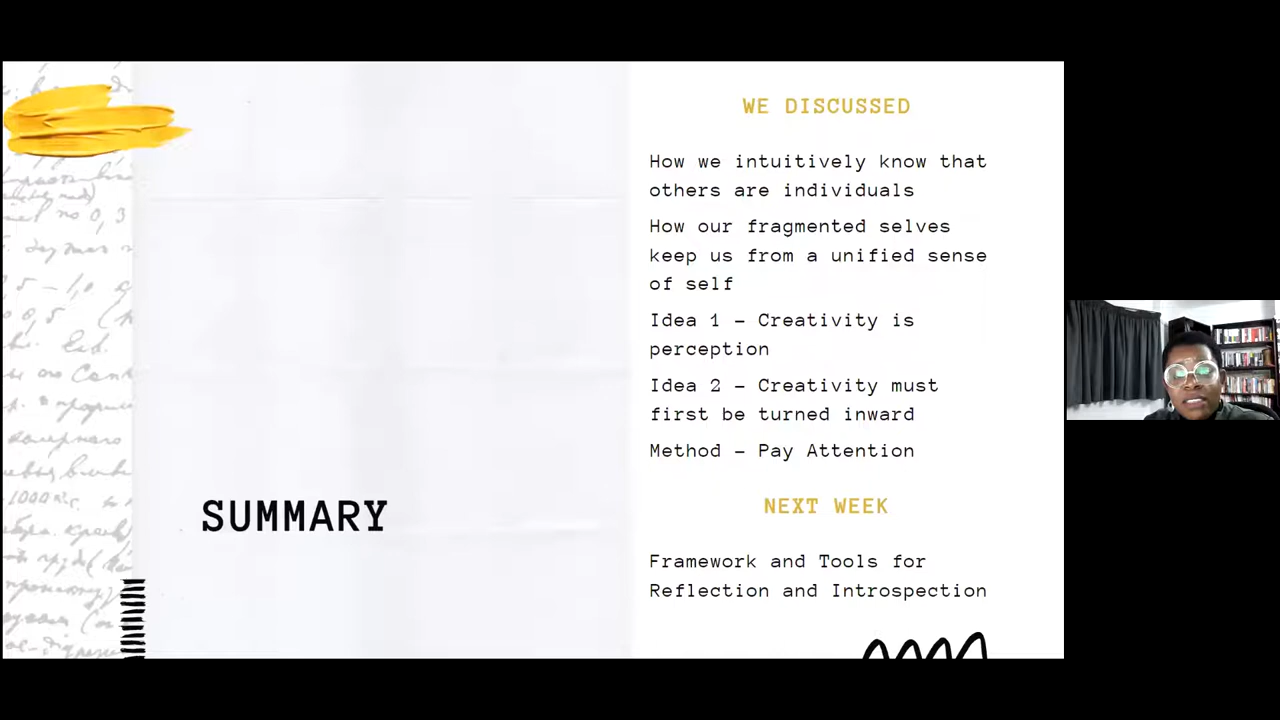 WE DISCUSSED
How we intuitively know that
others are individuals
How our fragmented selves
keep us from a unified sense
of self
Idea 1 – Creativity is
perception
Idea 2 – Creativity must
first be turned inward
Method – Pay Attention
SUMMARY
NEXT WEEK
Framework and Tools for
Reflection and Introspection